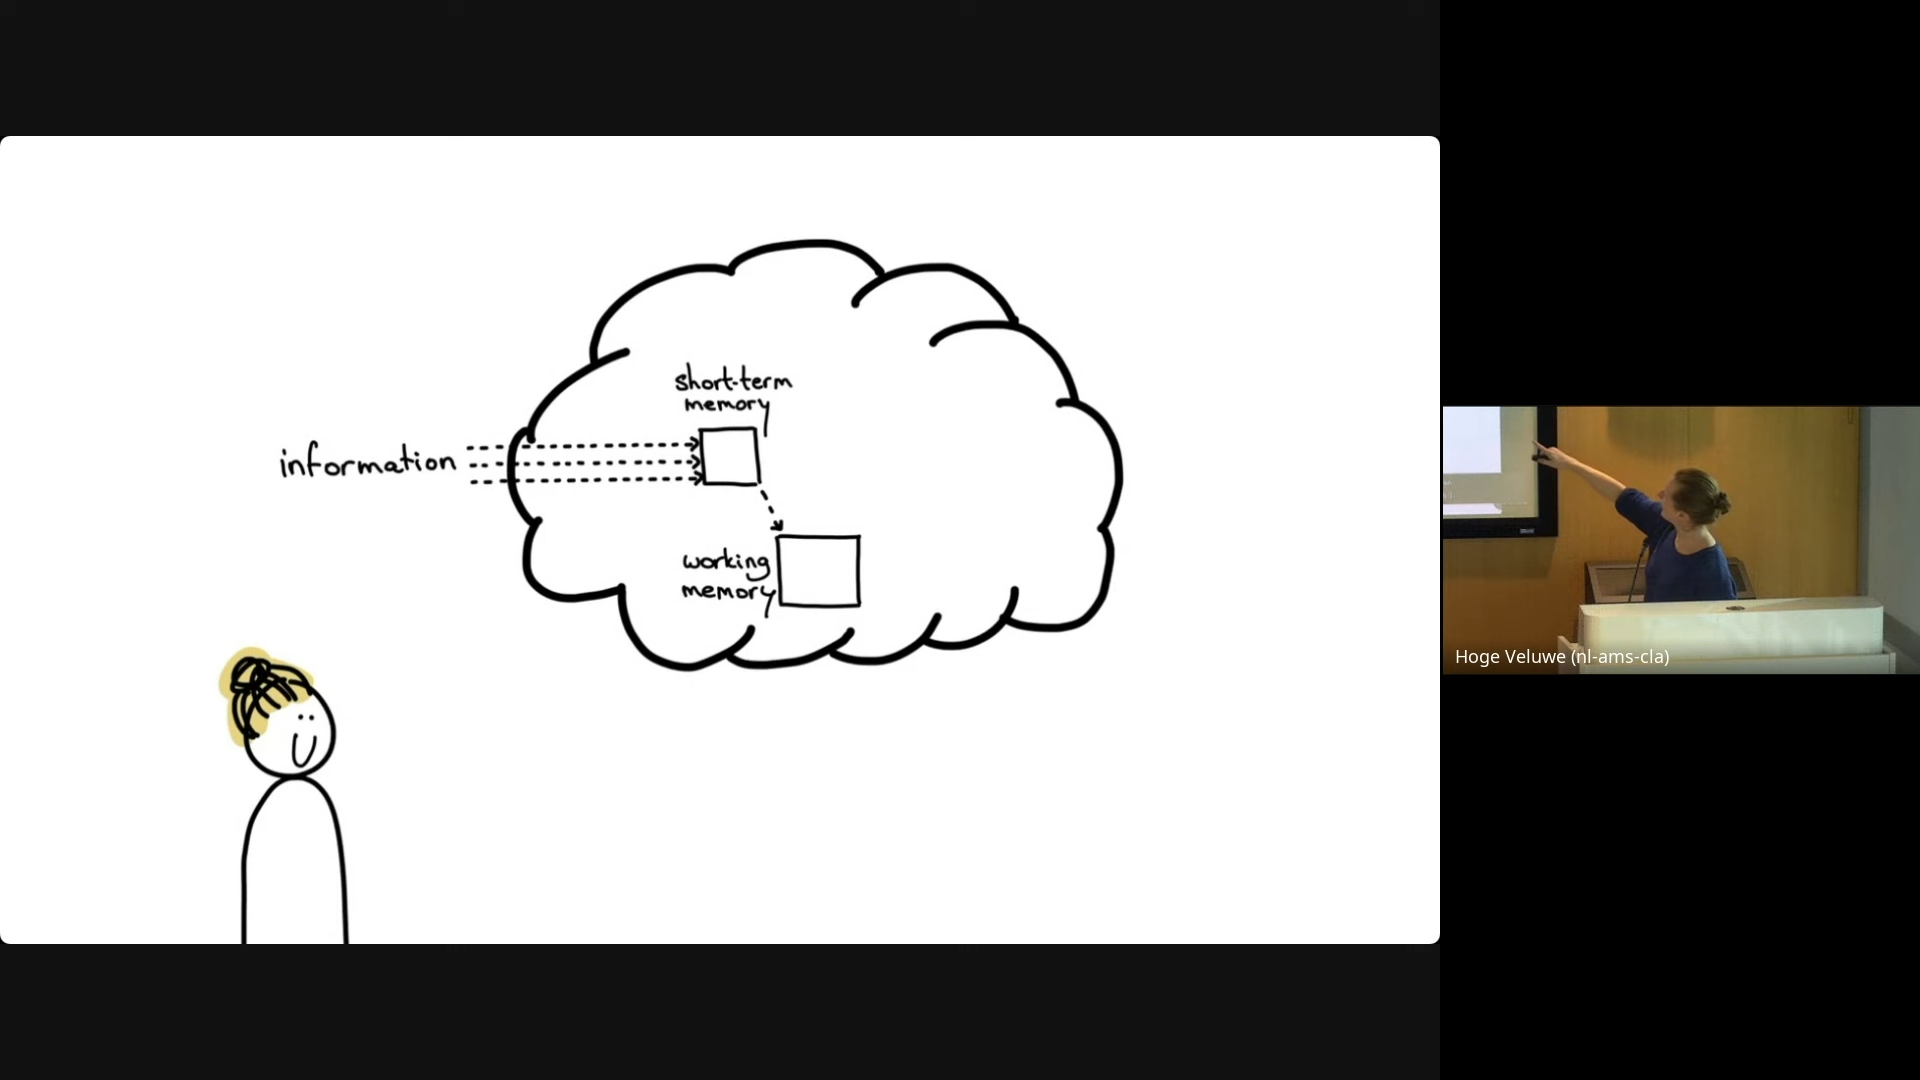 short-term
memory
information
working
memory
Hoge Veluwe (nl-ams-cla)